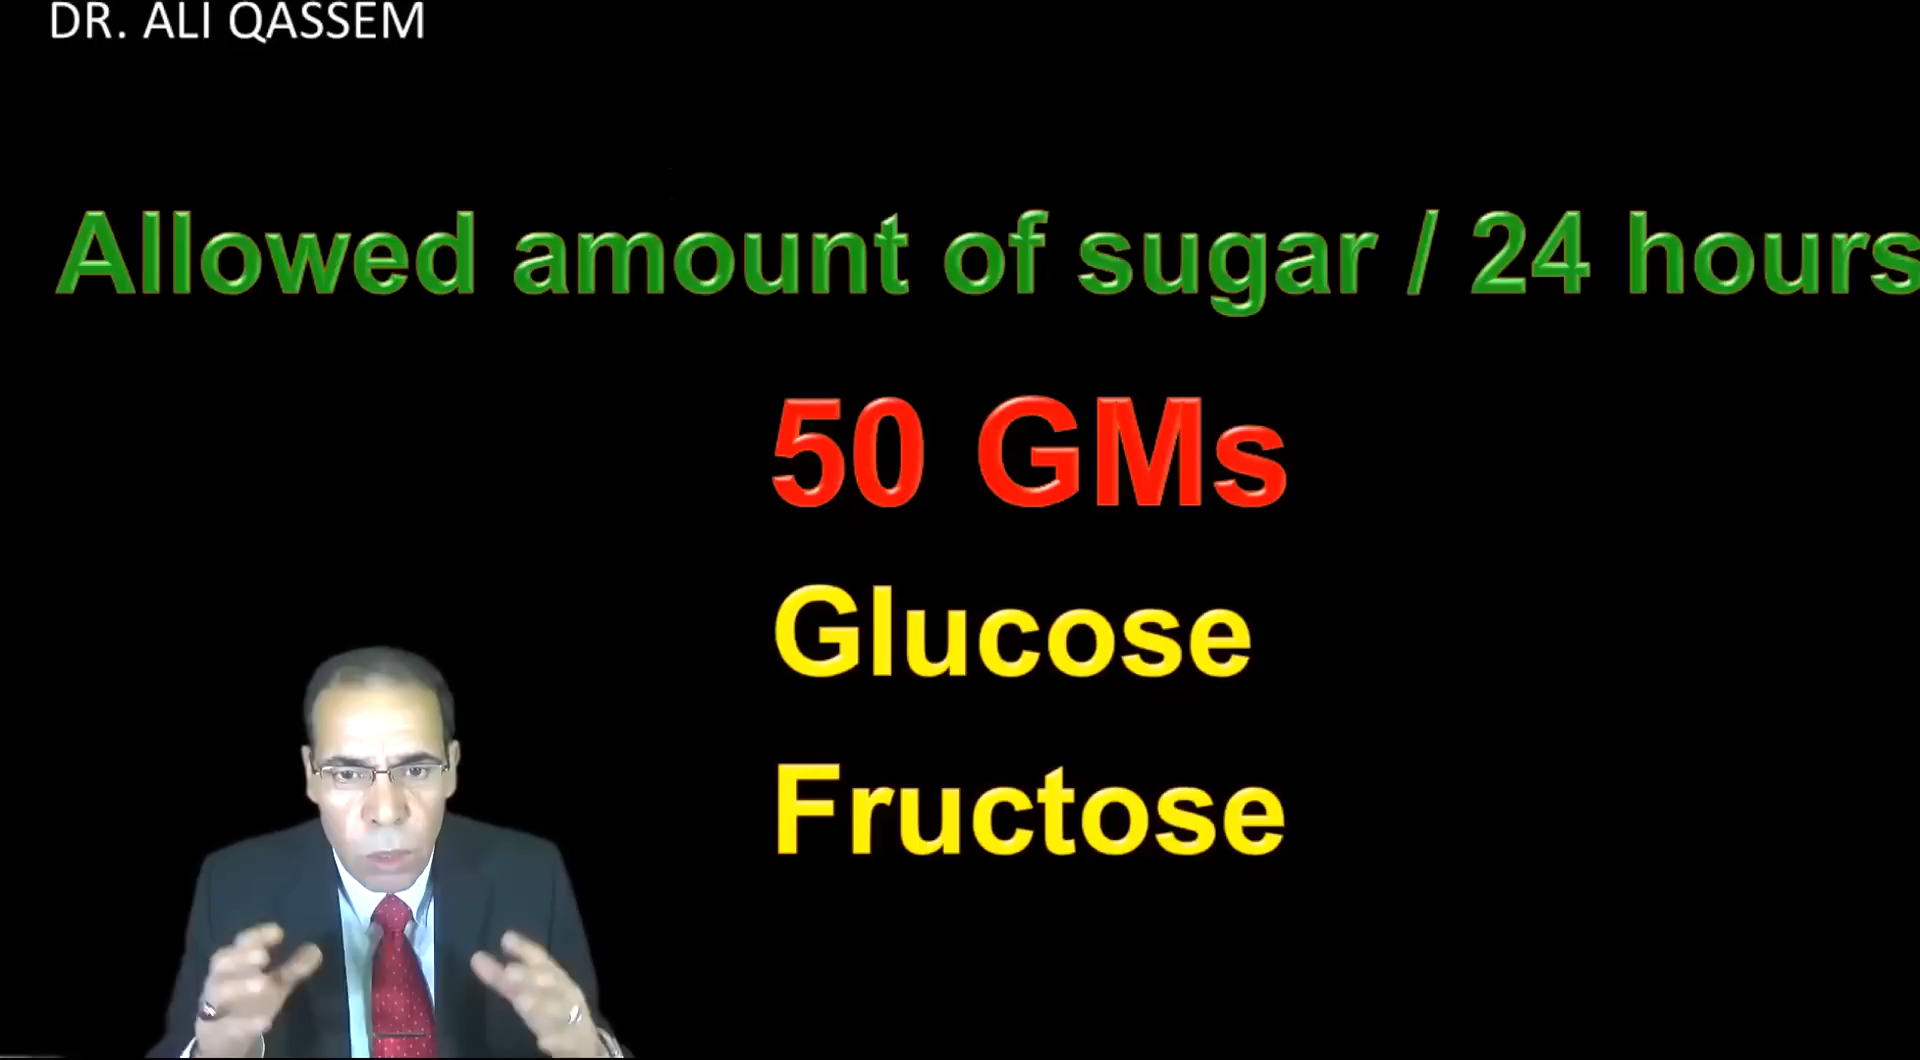 DR. ALI QASSEM
Allowed amount of sugar / 24 hours
50 GMs
Glucose
Fructose